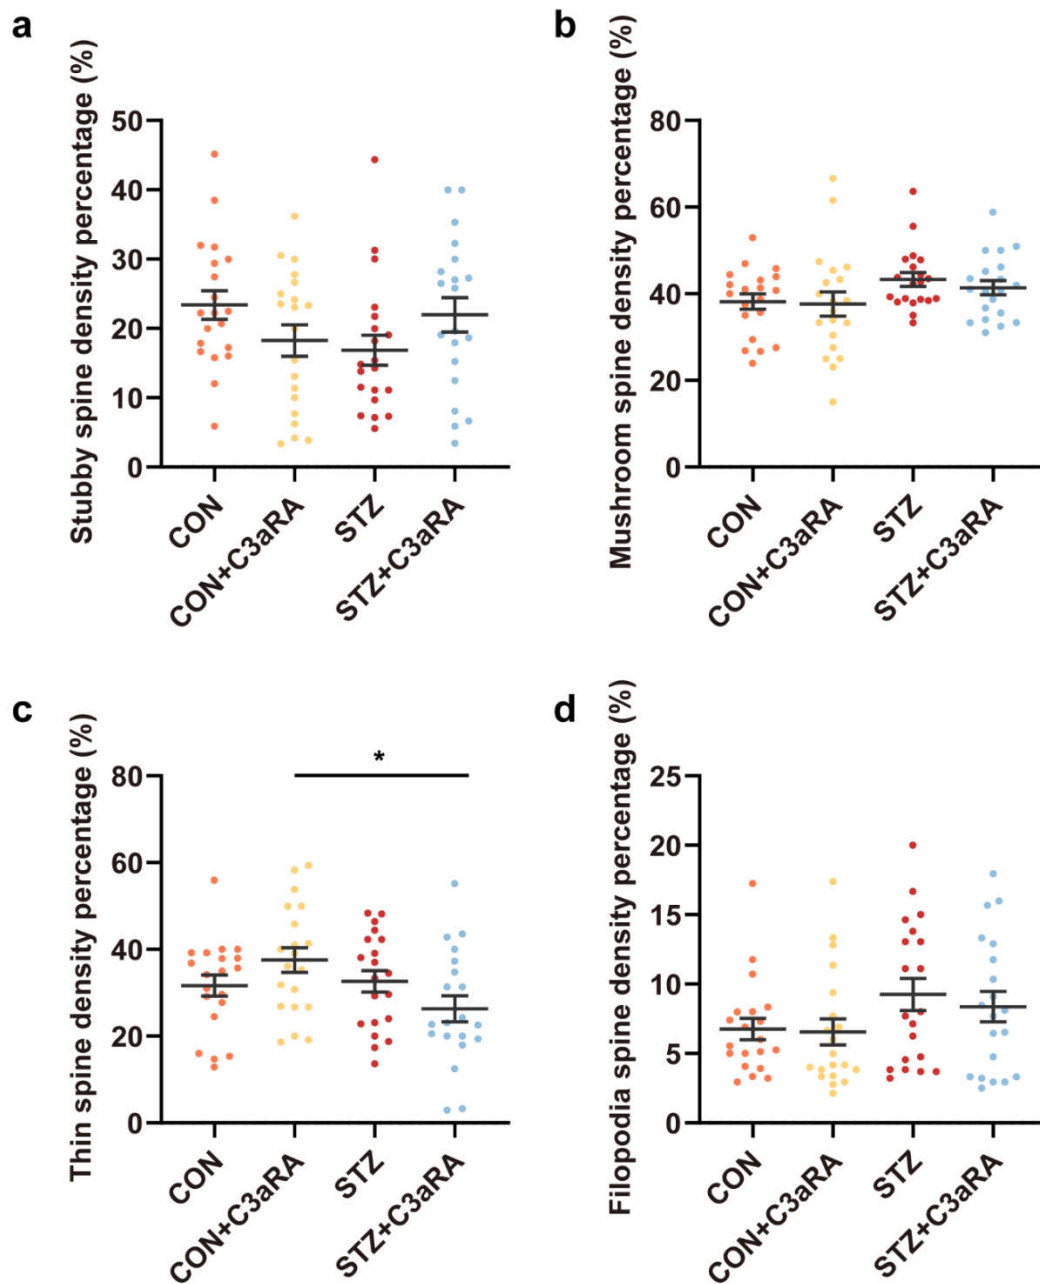 a
Stubby spine density percentage (%)
50
40
30
20
10
0
CON
CON+C3aRA
STZ
STZ+C3aRA
b
Mushroom spine density percentage (%)
80
60
40
20
0
CON
CON+C3aRA
STZ
STZ+C3aRA
c
Thin spine density percentage (%)
*
80
60
40
20
0
CON
CON+C3aRA
STZ
STZ+C3aRA
d
Filopodia spine density percentage (%)
25
20
15
10
5
0
CON
CON+C3aRA
STZ
STZ+C3aRA